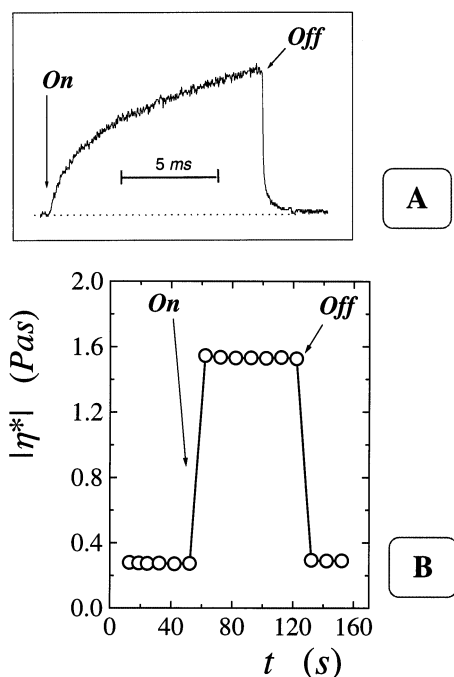 Off
On
5 ms
A
2.0
On
Off
1.6
1.2
0.8
0.4
0.0
|η*| (Pas)
B
0 40 80 120 160
t (s)